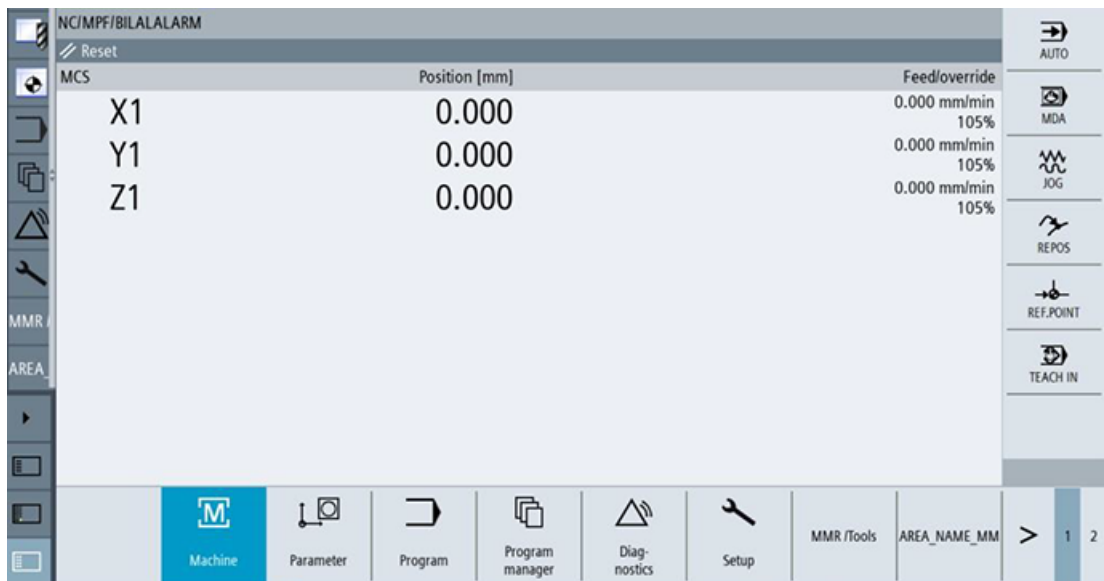 NC/MPF/BILALALARM
Reset
MCS Position [mm] Feed/override
X1 0.000 0.000 mm/min
105%
Y1 0.000 0.000 mm/min
105%
Z1 0.000 0.000 mm/min
105%
AUTO
MDA
JOG
REPOS
REF.POINT
TEACH IN
MMR /
AREA_
M
Machine
Parameter
Program
Program
manager
Diag-
nostics
Setup
MMR /Tools
AREA_NAME_MM
> 1 2